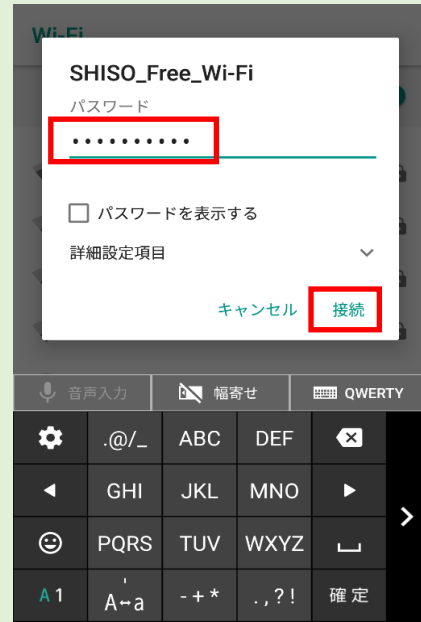 Wi-Fi
SHISO_Free_Wi-Fi
パスワード
••••••••••
パスワードを表示する
詳細設定項目
キャンセル 接続
音声入力 幅寄せ QWERTY
.@/_ ABC DEF
GHI JKL MNO
PQRS TUV WXYZ
A1 A↔a -+* .,?! 確定